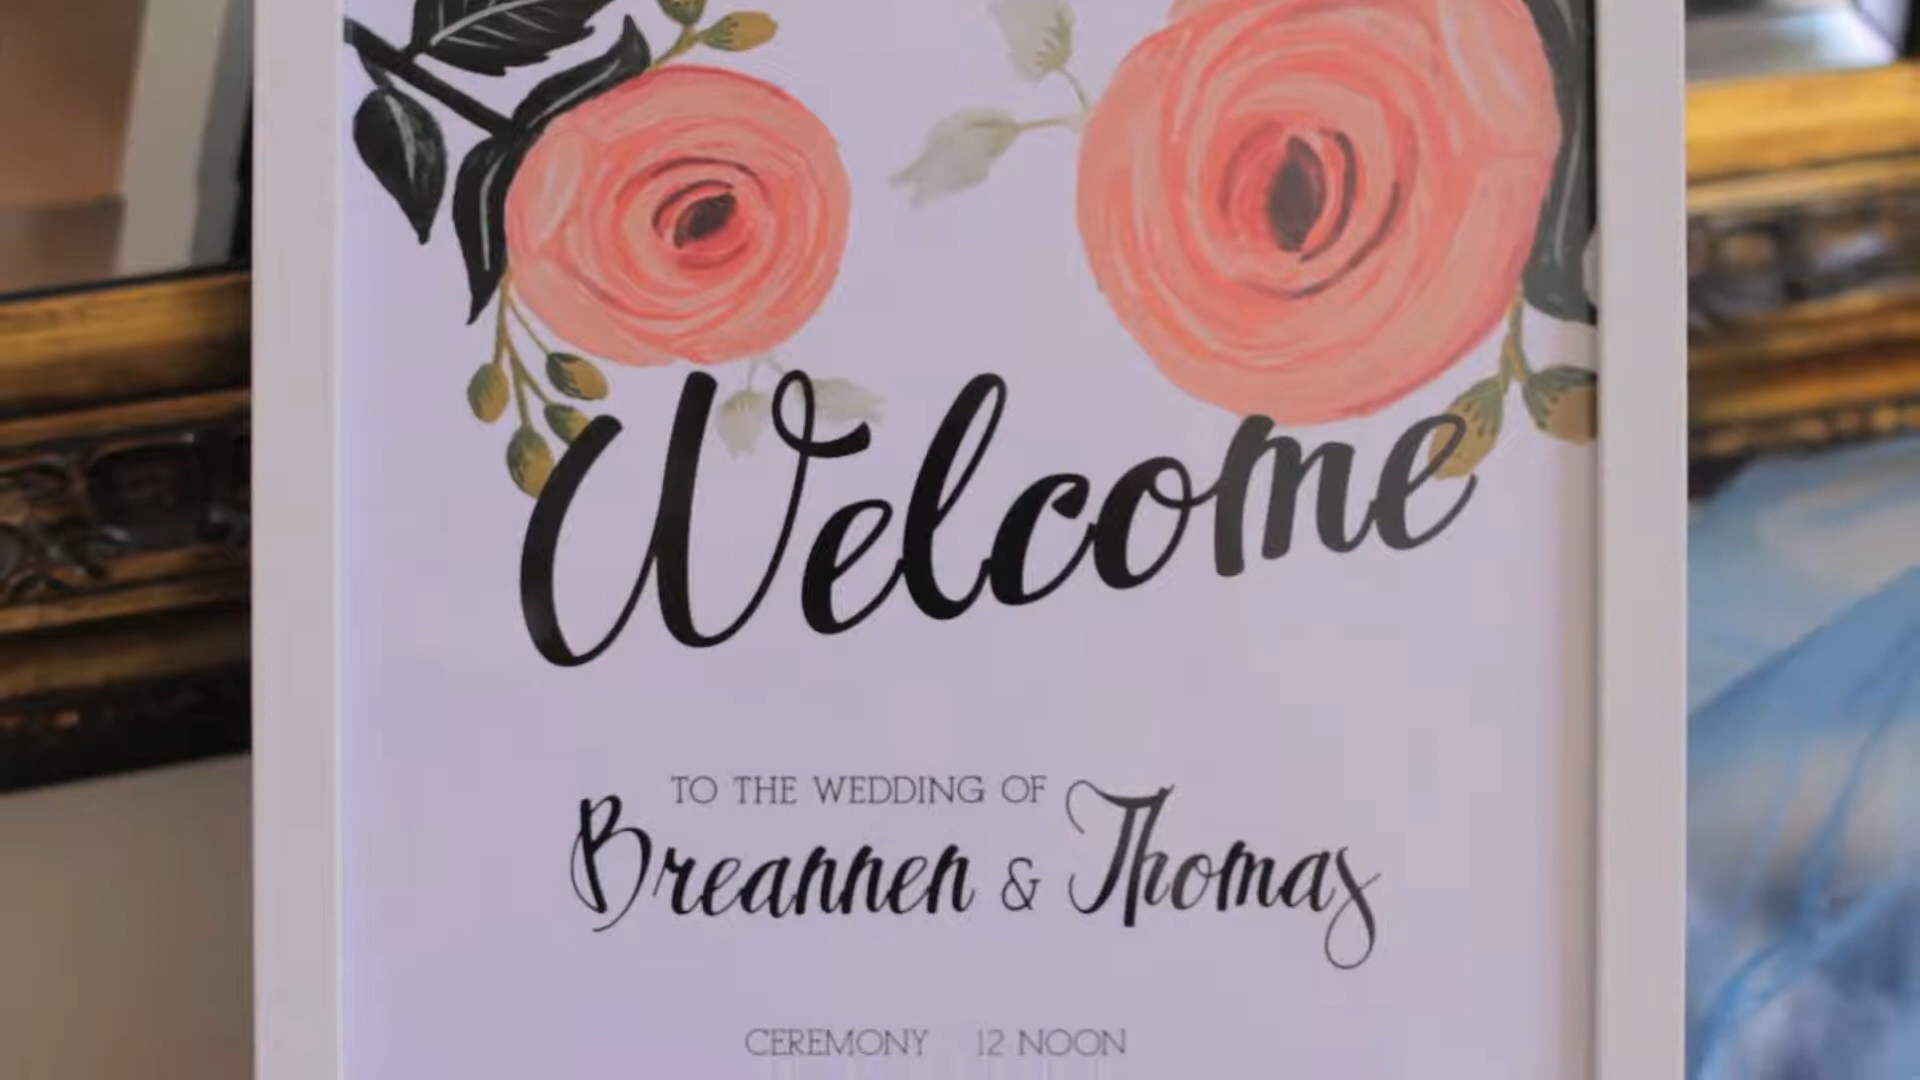 Welcome
TO THE WEDDING OF
Breannen & Thomas
CEREMONY 12 NOON